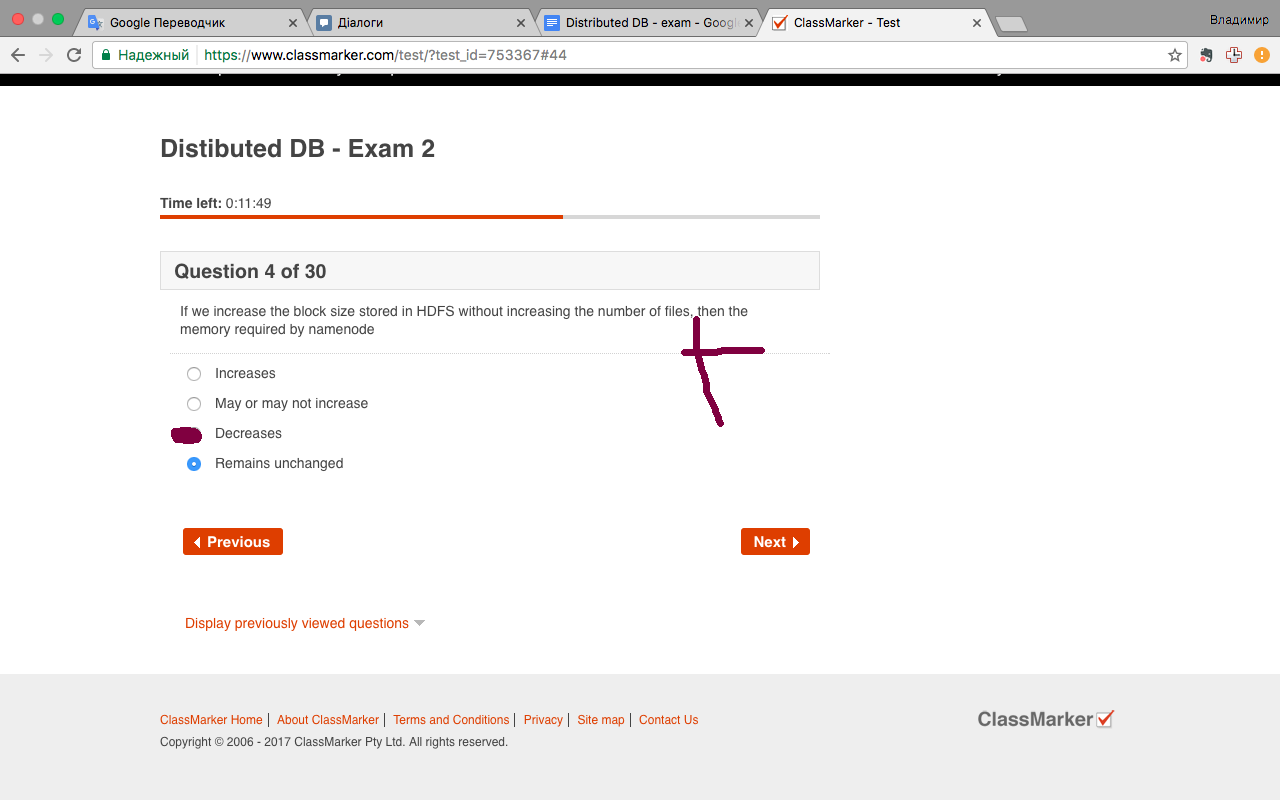 Google Переводчик
Діалоги
Distributed DB - exam - Goog
ClassMarker - Test
Владимир
Надежный
https://www.classmarker.com/test/?test_id=753367#44
Distibuted DB - Exam 2
Time left: 0:11:49
Question 4 of 30
If we increase the block size stored in HDFS without increasing the number of files, then the
memory required by namenode
Increases
May or may not increase
Decreases
Remains unchanged
Previous
Next
Display previously viewed questions
ClassMarker Home | About ClassMarker | Terms and Conditions | Privacy | Site map | Contact Us
ClassMarker
Copyright © 2006 - 2017 ClassMarker Pty Ltd. All rights reserved.